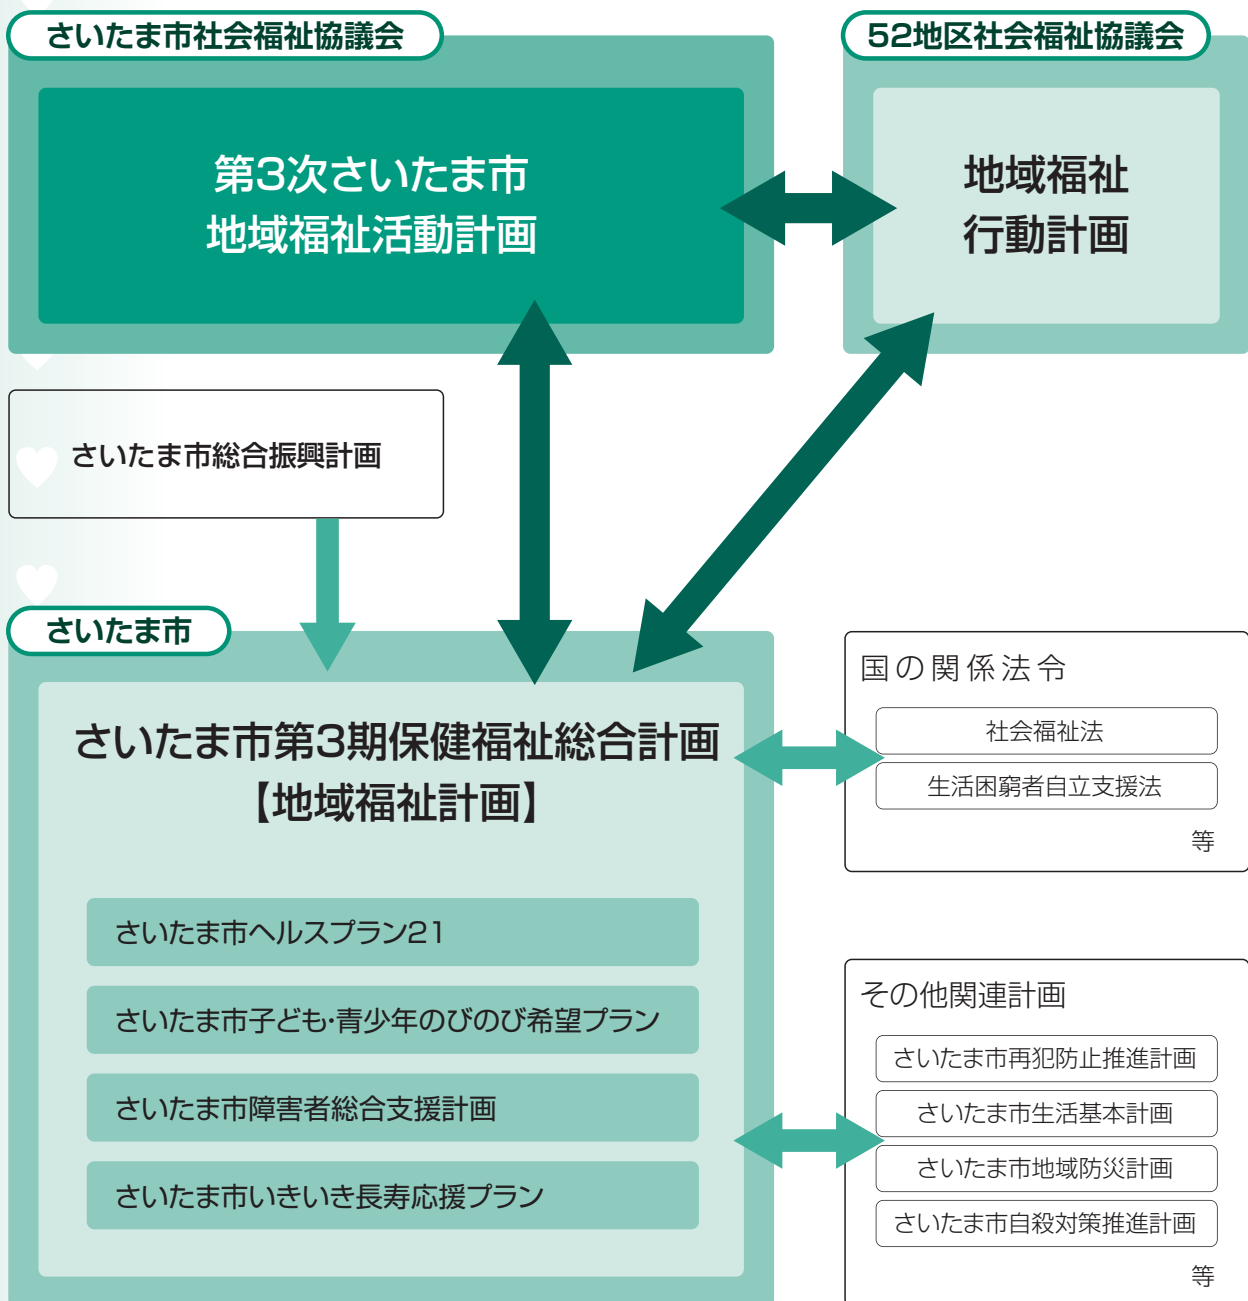 さいたま市社会福祉協議会
第3次さいたま市
地域福祉活動計画
52地区社会福祉協議会
地域福祉
行動計画
さいたま市総合振興計画
さいたま市
さいたま市第3期保健福祉総合計画
【地域福祉計画】
さいたま市ヘルスプラン21
さいたま市子ども・青少年のびのび希望プラン
さいたま市障害者総合支援計画
さいたま市いきいき長寿応援プラン
国の関係法令
社会福祉法
生活困窮者自立支援法
等
その他関連計画
さいたま市再犯防止推進計画
さいたま市生活基本計画
さいたま市地域防災計画
さいたま市自殺対策推進計画
等